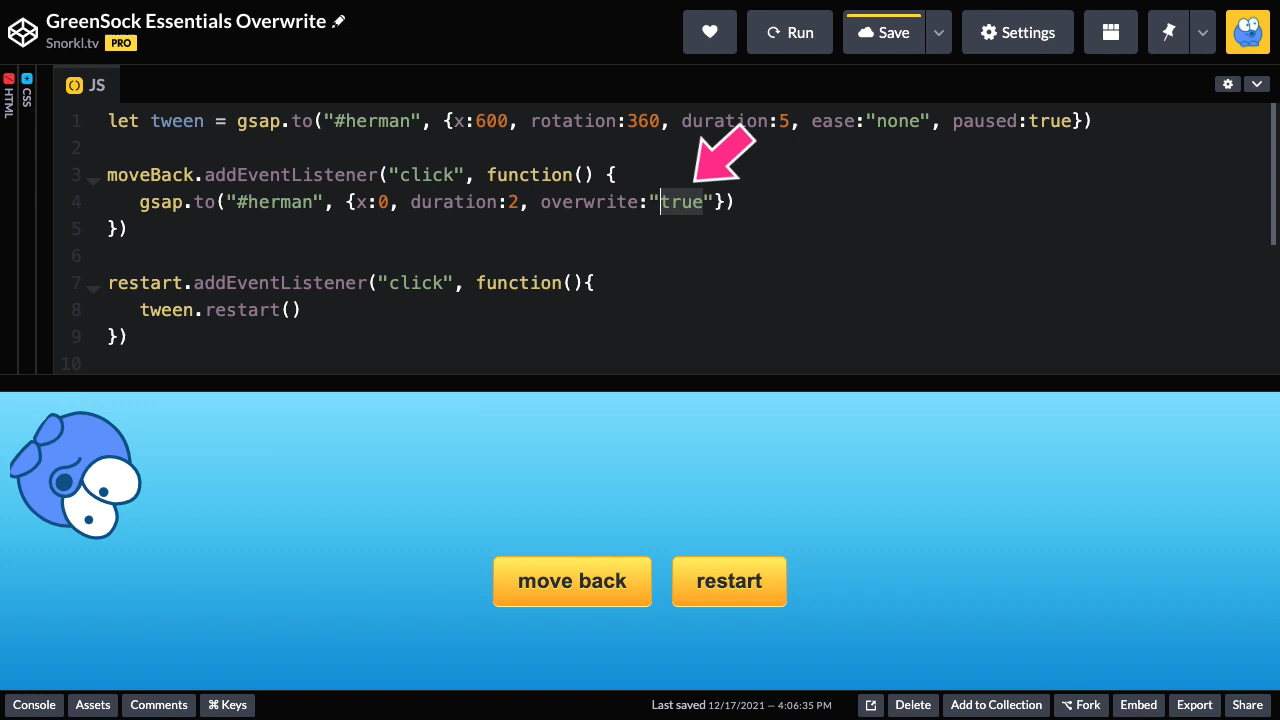 GreenSock Essentials Overwrite
Snorkl.tv PRO
Run
Save
Settings
HTML
CSS
() JS
1 let tween = gsap.to("#herman", {x:600, rotation:360, duration:5, ease:"none", paused:true})
2
3 moveBack.addEventListener("click", function() {
4 gsap.to("#herman", {x:0, duration:2, overwrite:"true"})
5 })
6
7 restart.addEventListener("click", function(){
8 tween.restart()
9 })
10
move back
restart
Console Assets Comments ⌘ Keys Last saved 12/17/2021 — 4:06:35 PM Delete Add to Collection ⌥ Fork Embed Export Share